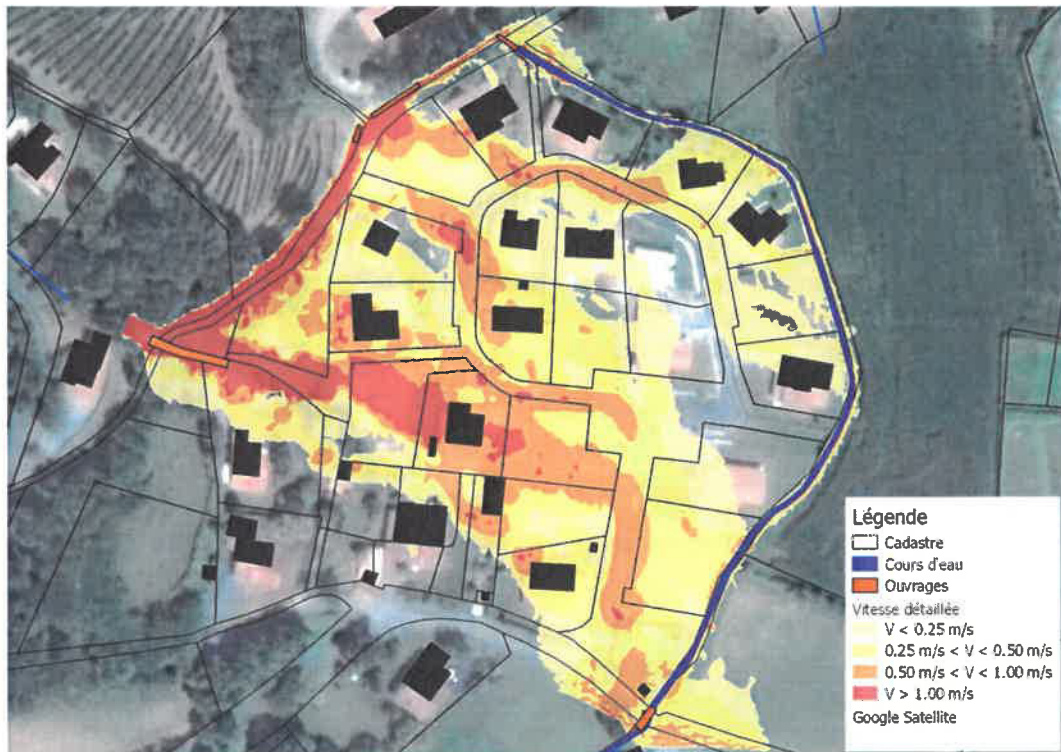 Légende
Cadastre
Cours d'eau
Ouvrages
Vitesse détaillée
V < 0.25 m/s
0.25 m/s < V < 0.50 m/s
0.50 m/s < V < 1.00 m/s
V > 1.00 m/s
Google Satellite